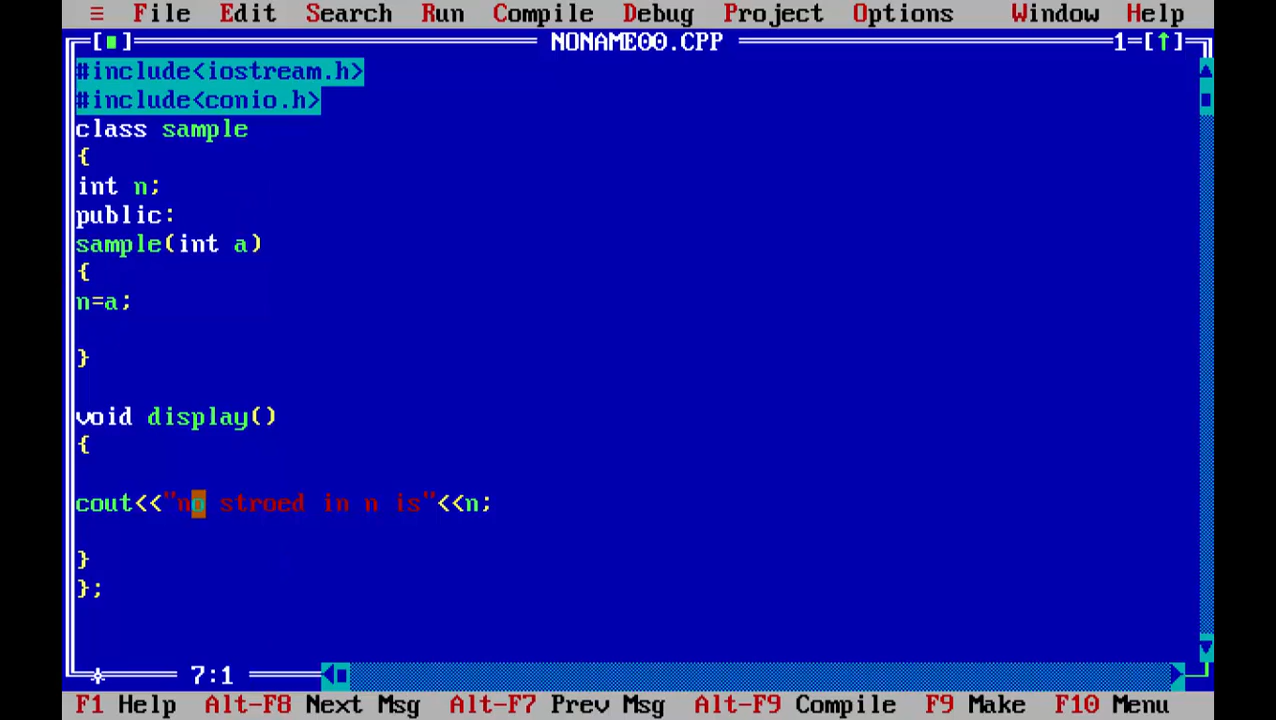 ≡ File Edit Search Run Compile Debug Project Options Window Help
[■] NONAME00.CPP 1=[↑]
#include<iostream.h>
#include<conio.h>
class sample
{
int n;
public:
sample(int a)
{
n=a;
}
void display()
{
cout<<"no stroed in n is"<<n;
}
};
7:1
F1 Help Alt-F8 Next Msg Alt-F7 Prev Msg Alt-F9 Compile F9 Make F10 Menu